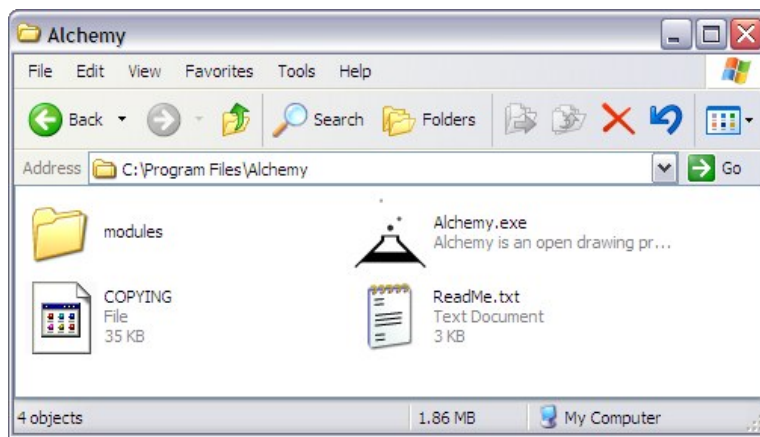 Alchemy
File Edit View Favorites Tools Help
Back Search Folders
Address C:\Program Files\Alchemy Go
modules
Alchemy.exe
Alchemy is an open drawing pr...
COPYING
File
35 KB
ReadMe.txt
Text Document
3 KB
4 objects 1.86 MB My Computer